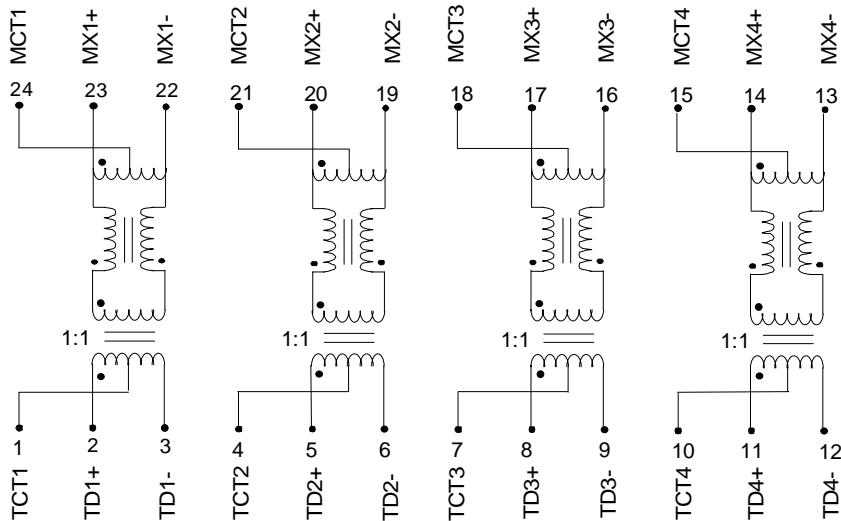 MCT1 MX1+ MX1- MCT2 MX2+ MX2- MCT3 MX3+ MX3- MCT4 MX4+ MX4-
24 23 22 21 20 19 18 17 16 15 14 13
1:1 1:1 1:1 1:1
1 2 3 4 5 6 7 8 9 10 11 12
TCT1 TD1+ TD1- TCT2 TD2+ TD2- TCT3 TD3+ TD3- TCT4 TD4+ TD4-